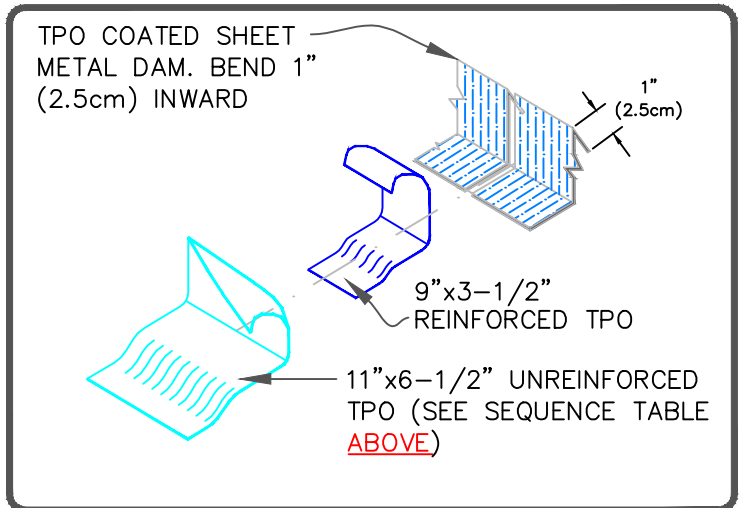 TPO COATED SHEET
METAL DAM. BEND 1"
(2.5cm) INWARD
1"
(2.5cm)
9"x3-1/2"
REINFORCED TPO
11"x6-1/2" UNREINFORCED
TPO (SEE SEQUENCE TABLE
ABOVE)